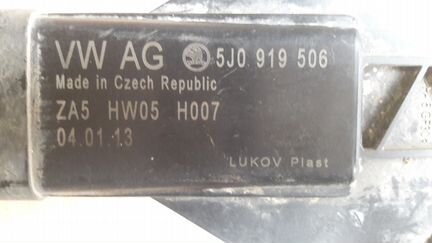 VW AG 5J0 919 506
Made in Czech Republic
ZA5 HW05 H007
04.01.13
LUKOV Plast